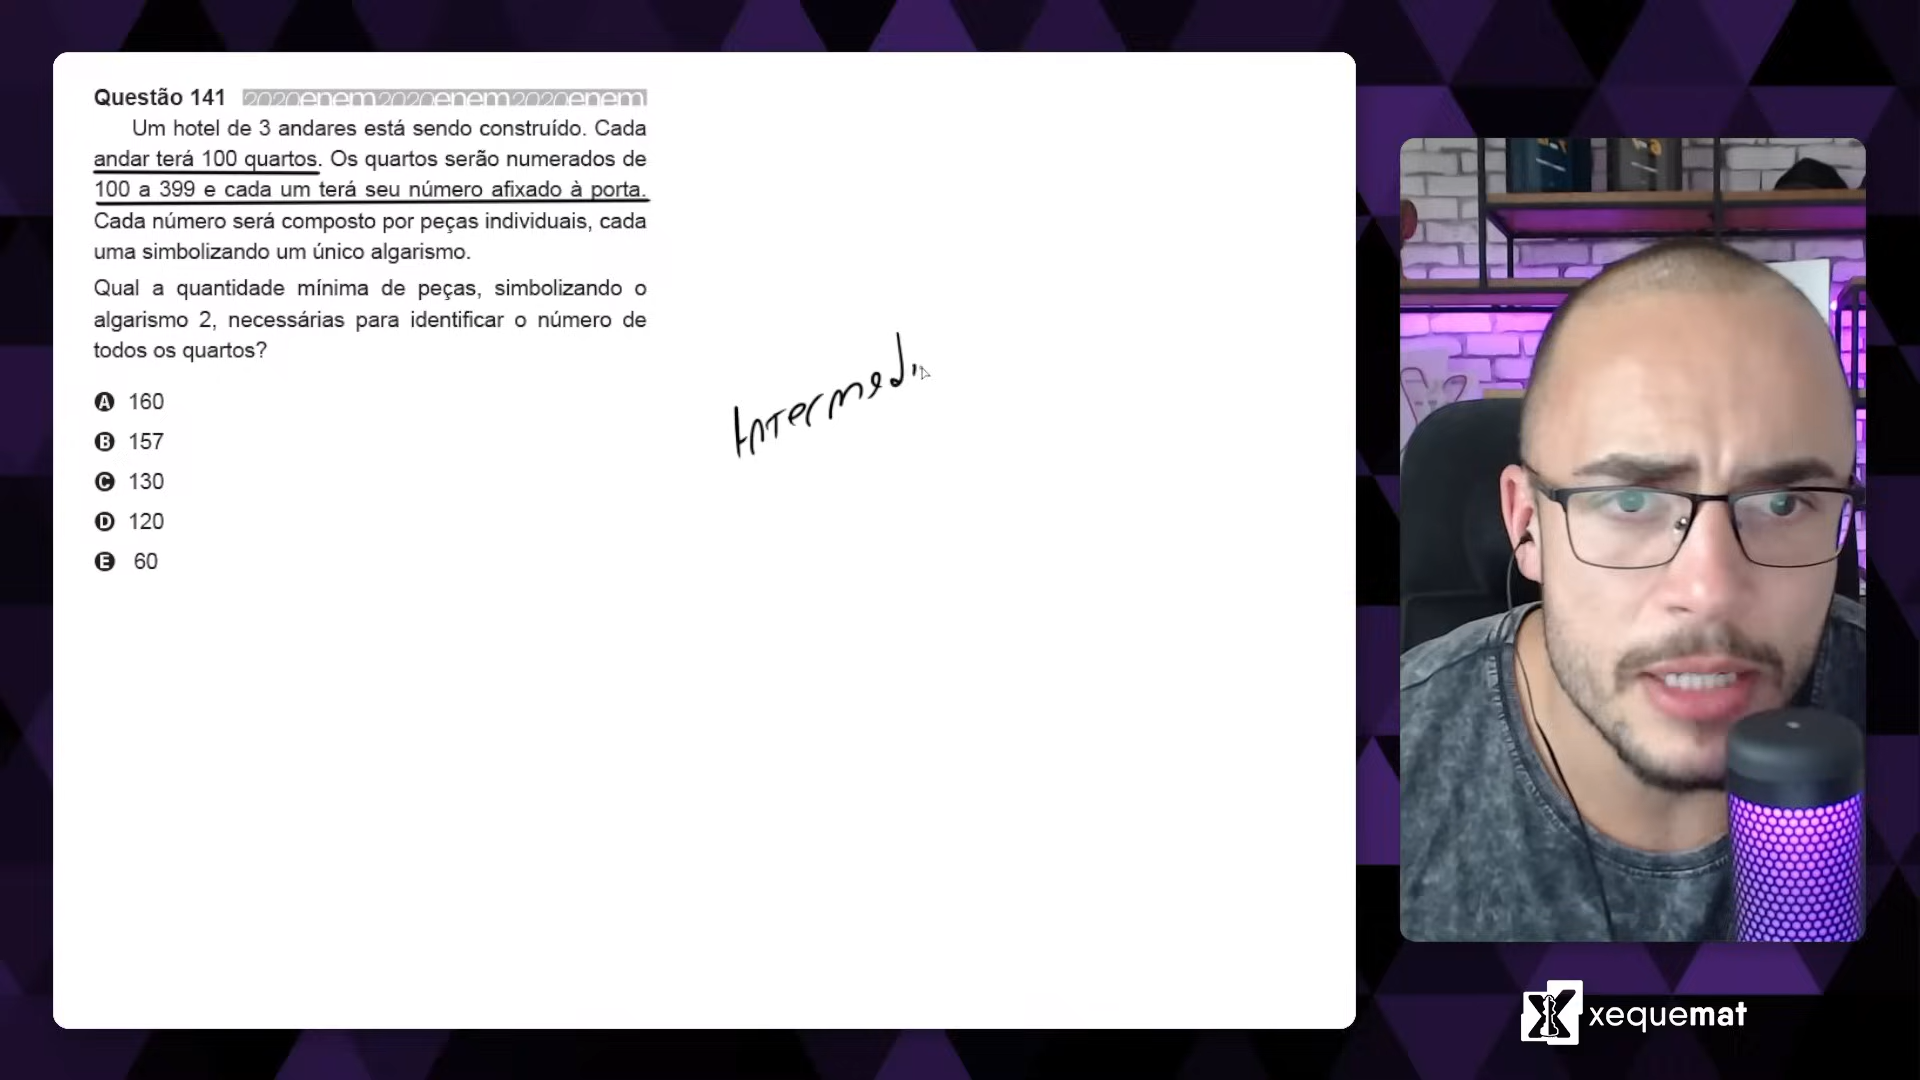 Questão 141 2020enem2020enem2020enem
Um hotel de 3 andares está sendo construído. Cada
andar terá 100 quartos. Os quartos serão numerados de
100 a 399 e cada um terá seu número afixado à porta.
Cada número será composto por peças individuais, cada
uma simbolizando um único algarismo.
Qual a quantidade mínima de peças, simbolizando o
algarismo 2, necessárias para identificar o número de
todos os quartos?
A 160
B 157
C 130
D 120
E 60
Intermedi
xequemat